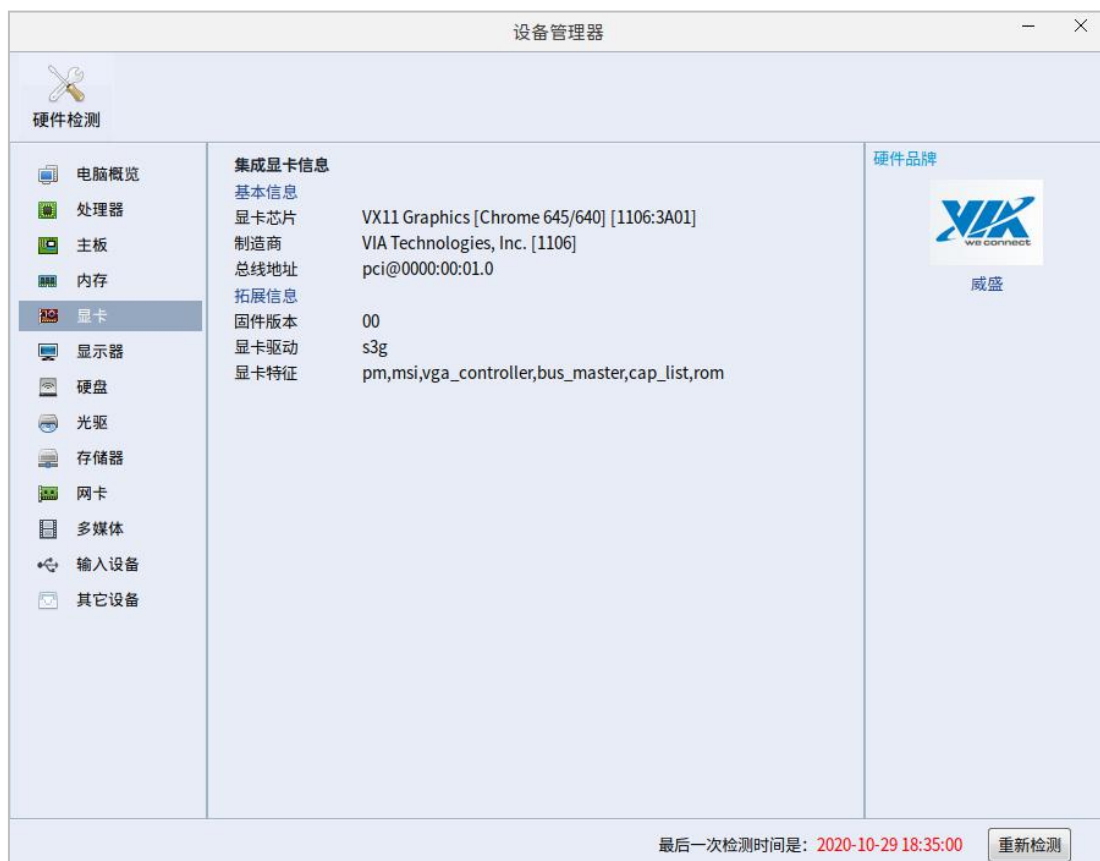 设备管理器
硬件检测
电脑概览
处理器
主板
内存
显卡
显示器
硬盘
光驱
存储器
网卡
多媒体
输入设备
其它设备
集成显卡信息
基本信息
显卡芯片 VX11 Graphics [Chrome 645/640] [1106:3A01]
制造商 VIA Technologies, Inc. [1106]
总线地址 pci@0000:00:01.0
拓展信息
固件版本 00
显卡驱动 s3g
显卡特征 pm,msi,vga_controller,bus_master,cap_list,rom
硬件品牌
VIA
we connect
威盛
最后一次检测时间是：2020-10-29 18:35:00 重新检测